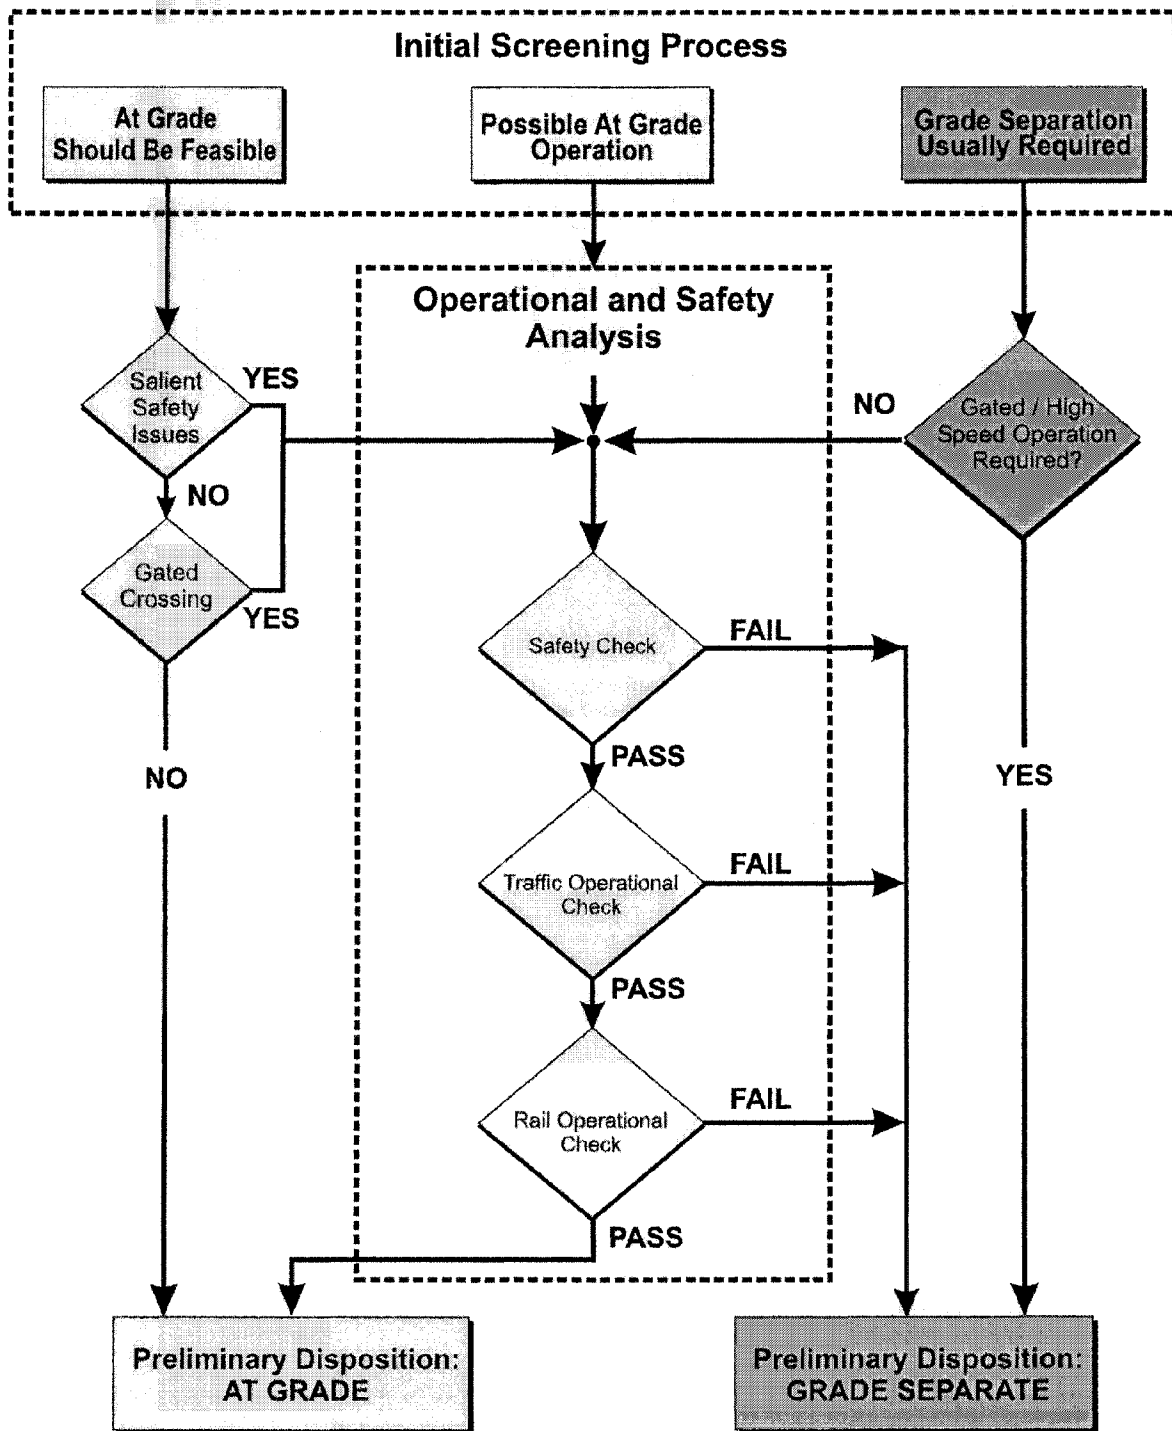 Initial Screening Process
At Grade
Should Be Feasible
Possible At Grade
Operation
Grade Separation
Usually Required
Operational and Safety
Analysis
Salient
Safety
Issues
YES
NO
Gated / High
Speed Operation
Required?
NO
Gated
Crossing
YES
Safety Check
FAIL
PASS
NO
YES
Traffic Operational
Check
FAIL
PASS
Rail Operational
Check
FAIL
PASS
Preliminary Disposition:
AT GRADE
Preliminary Disposition:
GRADE SEPARATE